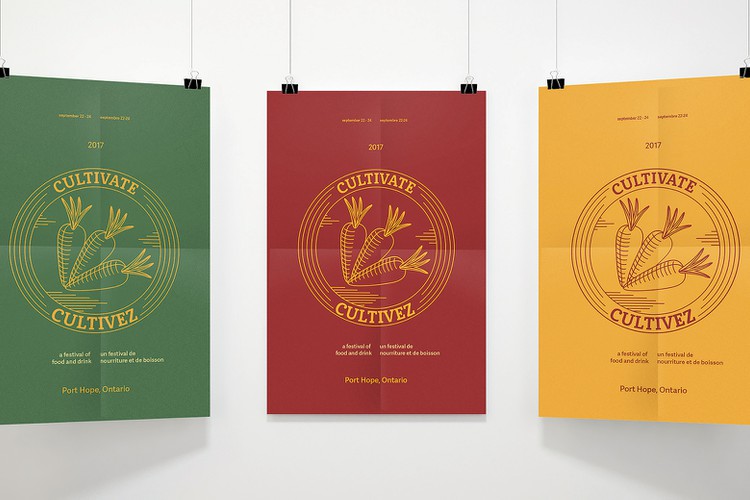 september 22 - 24 septembre 22-24
2017
CULTIVATE
CULTIVEZ
a festival of food and drink
un festival de nourriture et de boisson
Port Hope, Ontario
september 22 - 24 septembre 22-24
2017
CULTIVATE
CULTIVEZ
a festival of food and drink
un festival de nourriture et de boisson
Port Hope, Ontario
september 22 - 24 septembre 22-24
2017
CULTIVATE
CULTIVEZ
a festival of food and drink
un festival de nourriture et de boisson
Port Hope, Ontario